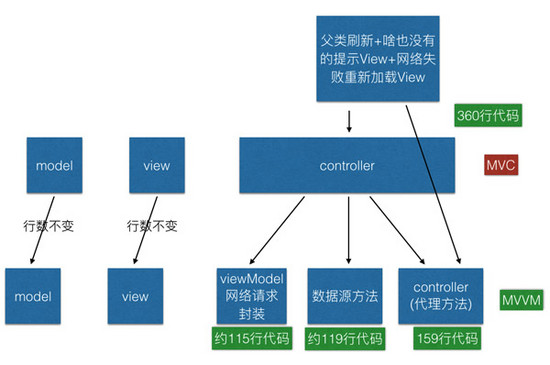 父类刷新+啥也没有
的提示View+网络失
败重新加载View
360行代码
model
view
controller
MVC
行数不变
行数不变
model
view
viewModel
网络请求
封装
数据源方法
controller
(代理方法)
MVVM
约115行代码
约119行代码
159行代码